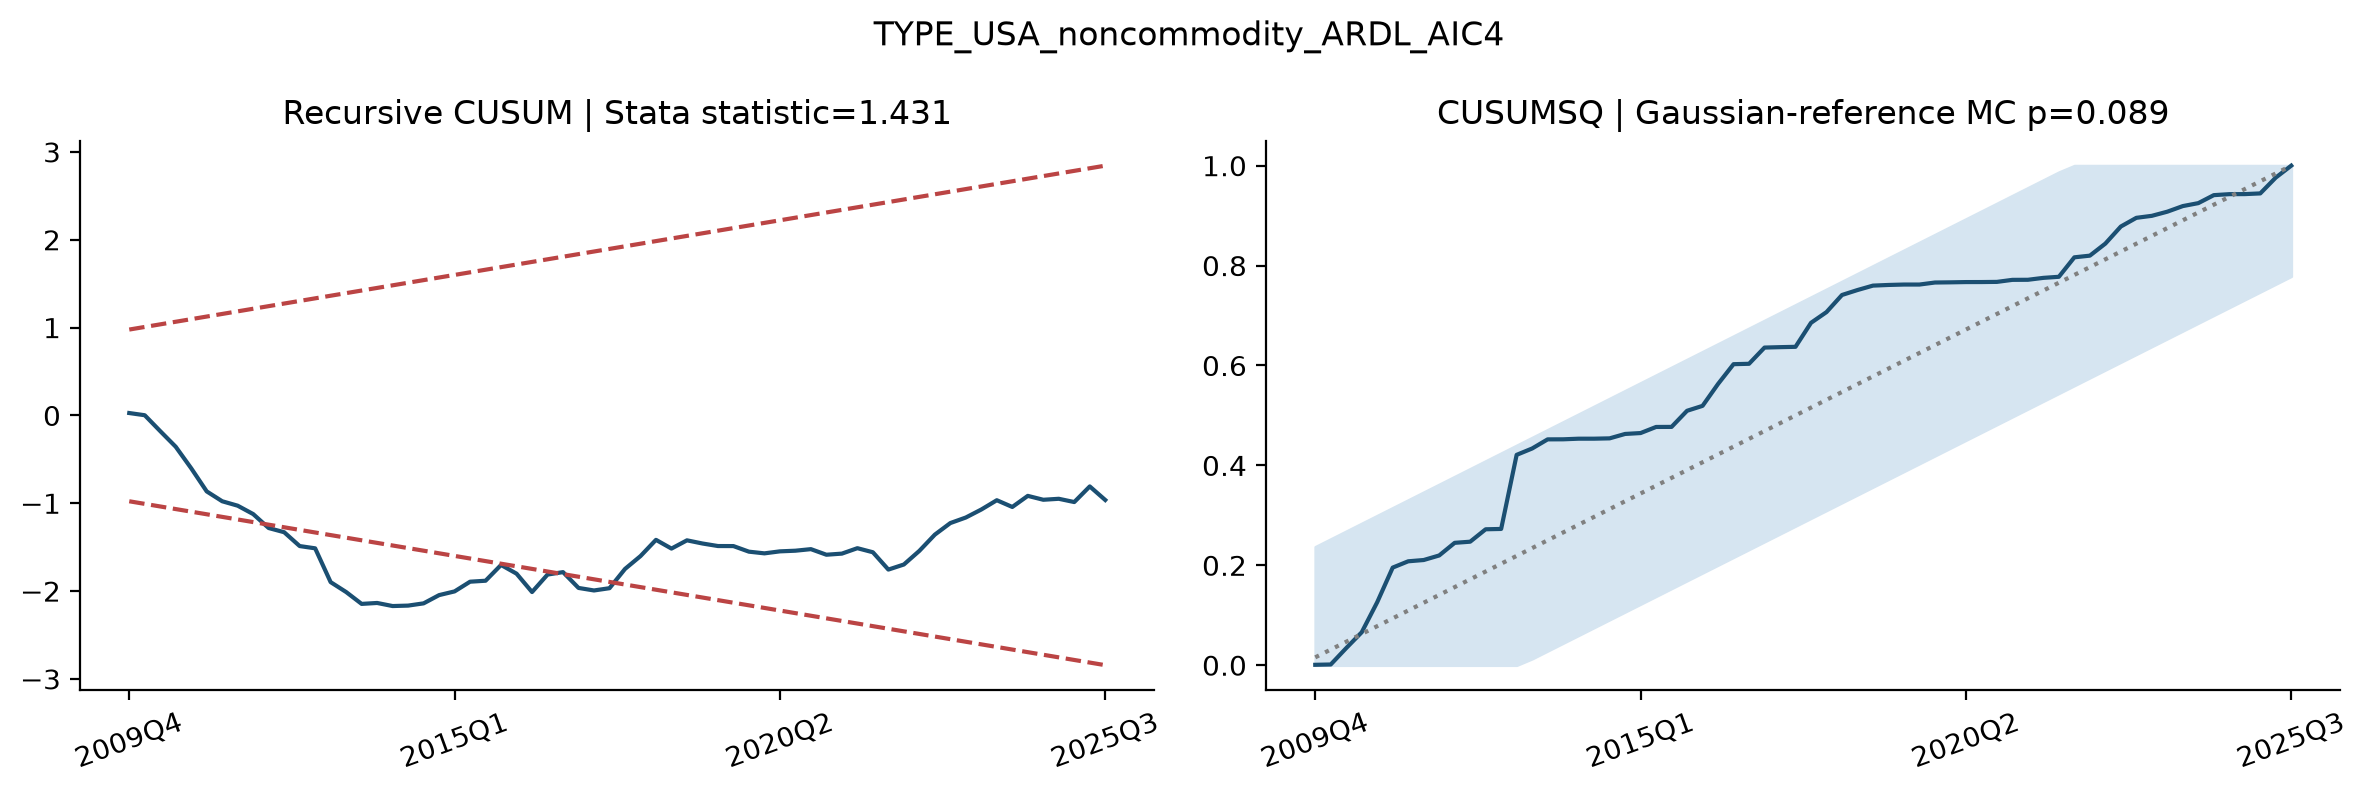 TYPE_USA_noncommodity_ARDL_AIC4
Recursive CUSUM | Stata statistic=1.431
3
2
1
0
−1
−2
−3
2009Q4
2015Q1
2020Q2
2025Q3
CUSUMSQ | Gaussian-reference MC p=0.089
1.0
0.8
0.6
0.4
0.2
0.0
2009Q4
2015Q1
2020Q2
2025Q3